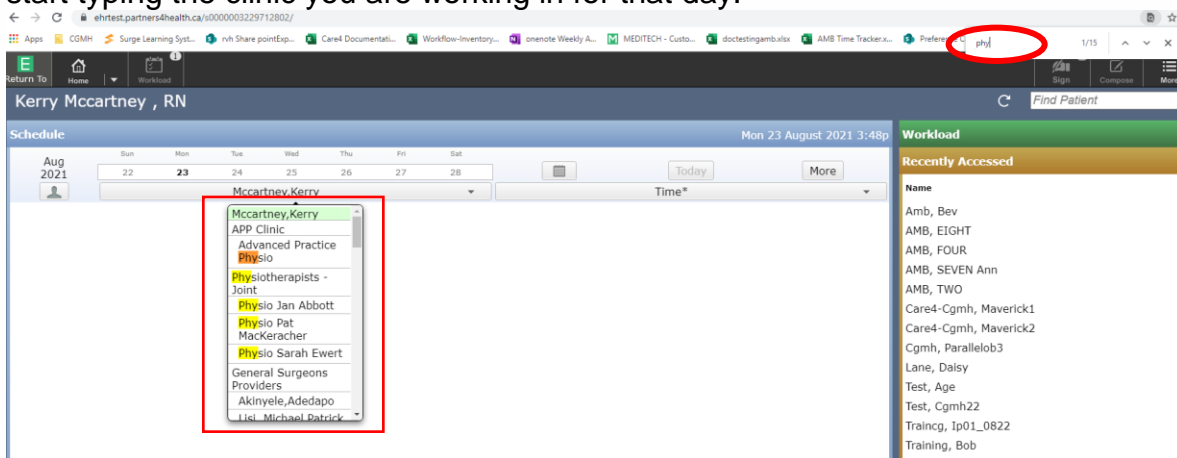 start typing the clinic you are working in for that day.
ehrtest.partners4health.ca/s0000003229712802/
Apps CGMH Surge Learning Syst... rvh Share pointExp... Care4 Documentati... Workflow-Inventory... onenote Weekly A... MEDITECH - Custo... doctestingamb.xlsx AMB Time Tracker.x... Preference
phy 1/15
E
Return To Home Workload 1 Sign Compose More
Kerry Mccartney , RN Find Patient
Schedule Mon 23 August 2021 3:48p
Aug
2021
Sun Mon Tue Wed Thu Fri Sat
22 23 24 25 26 27 28
Today More
Mccartney,Kerry Time*
Mccartney,Kerry
APP Clinic
Advanced Practice
Physio
Physiotherapists -
Joint
Physio Jan Abbott
Physio Pat
MacKeracher
Physio Sarah Ewert
General Surgeons
Providers
Akinyele,Adedapo
Lisi, Michael Patrick
Workload
Recently Accessed
Name
Amb, Bev
AMB, EIGHT
AMB, FOUR
AMB, SEVEN Ann
AMB, TWO
Care4-Cgmh, Maverick1
Care4-Cgmh, Maverick2
Cgmh, Parallelob3
Lane, Daisy
Test, Age
Test, Cgmh22
Traincg, Ip01_0822
Training, Bob